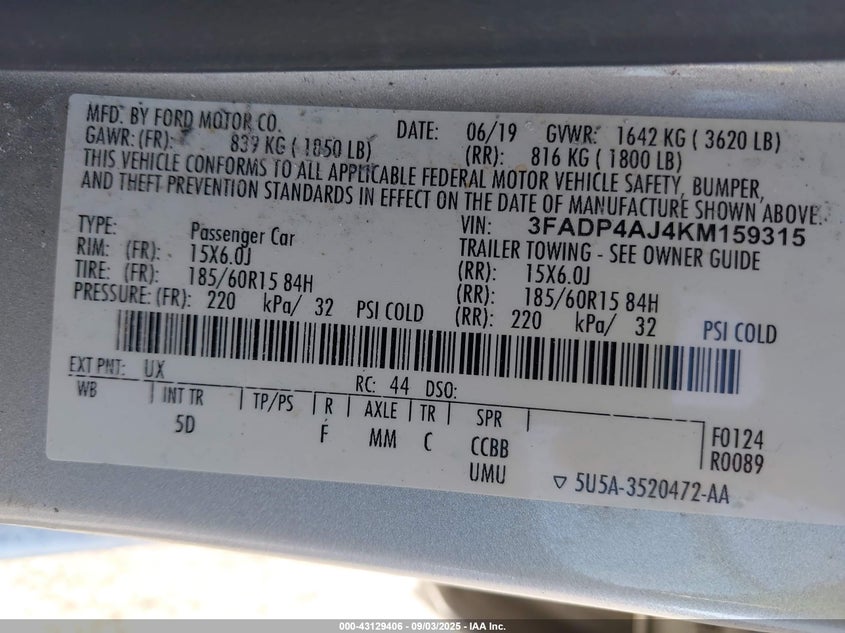 MFD. BY FORD MOTOR CO. DATE: 06/19 GVWR: 1642 KG ( 3620 LB)
GAWR: (FR): 839 KG ( 1850 LB) (RR): 816 KG ( 1800 LB)
THIS VEHICLE CONFORMS TO ALL APPLICABLE FEDERAL MOTOR VEHICLE SAFETY, BUMPER,
AND THEFT PREVENTION STANDARDS IN EFFECT ON THE DATE OF MANUFACTURE SHOWN ABOVE.
VIN: 3FADP4AJ4KM159315
TYPE: Passenger Car TRAILER TOWING - SEE OWNER GUIDE
RIM: (FR): 15X6.0J (RR): 15X6.0J
TIRE: (FR): 185/60R15 84H (RR): 185/60R15 84H
PRESSURE: (FR): 220 kPa/ 32 PSI COLD (RR): 220 kPa/ 32 PSI COLD
EXT PNT: UX RC: 44 DSO:
WB | INT TR | TP/PS | R | AXLE | TR | SPR
5D F MM C CCBB
UMU
F0124
R0089
▽ 5U5A-3520472-AA
000-43129406 - 09/03/2025 - IAA Inc.